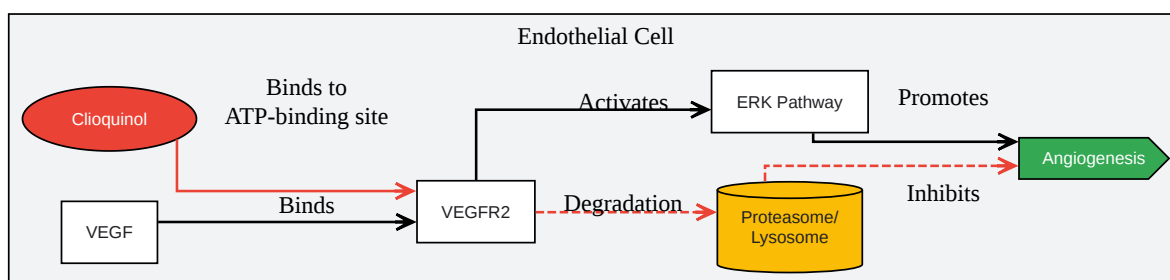 Endothelial Cell
Binds to
ATP-binding site
Clioquinol
Activates
ERK Pathway
Promotes
Angiogenesis
VEGF
Binds
VEGFR2
Degradation
Proteasome/
Lysosome
Inhibits